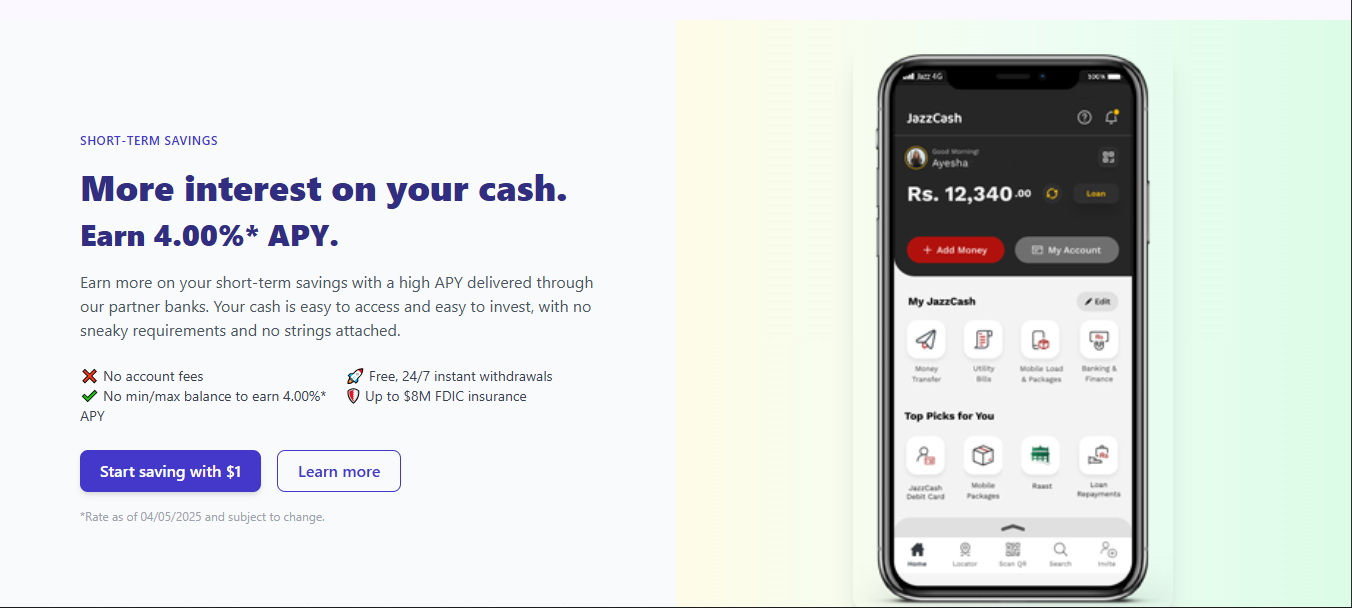 SHORT-TERM SAVINGS
More interest on your cash.
Earn 4.00%* APY.
Earn more on your short-term savings with a high APY delivered through
our partner banks. Your cash is easy to access and easy to invest, with no
sneaky requirements and no strings attached.
❌ No account fees
🚀 Free, 24/7 instant withdrawals
✔ No min/max balance to earn 4.00%*
APY
🛡 Up to $8M FDIC insurance
Start saving with $1
Learn more
*Rate as of 04/05/2025 and subject to change.
Jazz 4G
100%
JazzCash
Good Morning!
Ayesha
Rs. 12,340.00
Loan
+ Add Money
My Account
My JazzCash
Edit
Money
Transfer
Utility
Bills
Mobile Load
& Packages
Banking &
Finance
Top Picks for You
JazzCash
Debit Card
Mobile
Packages
Raast
Loan
Repayments
Home
Locator
Scan QR
Search
Invite